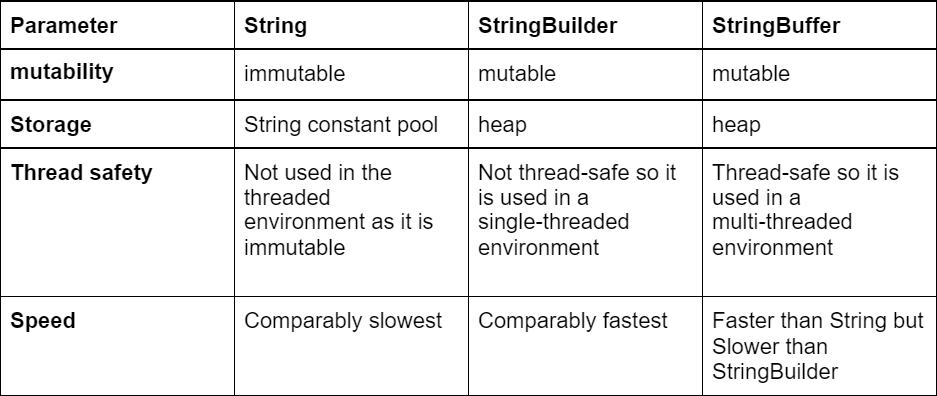 Parameter String StringBuilder StringBuffer
mutability immutable mutable mutable
Storage String constant pool heap heap
Thread safety
Not used in the
threaded
environment as it is
immutable
Not thread-safe so it
is used in a
single-threaded
environment
Thread-safe so it is
used in a
multi-threaded
environment
Speed Comparably slowest Comparably fastest
Faster than String but
Slower than
StringBuilder